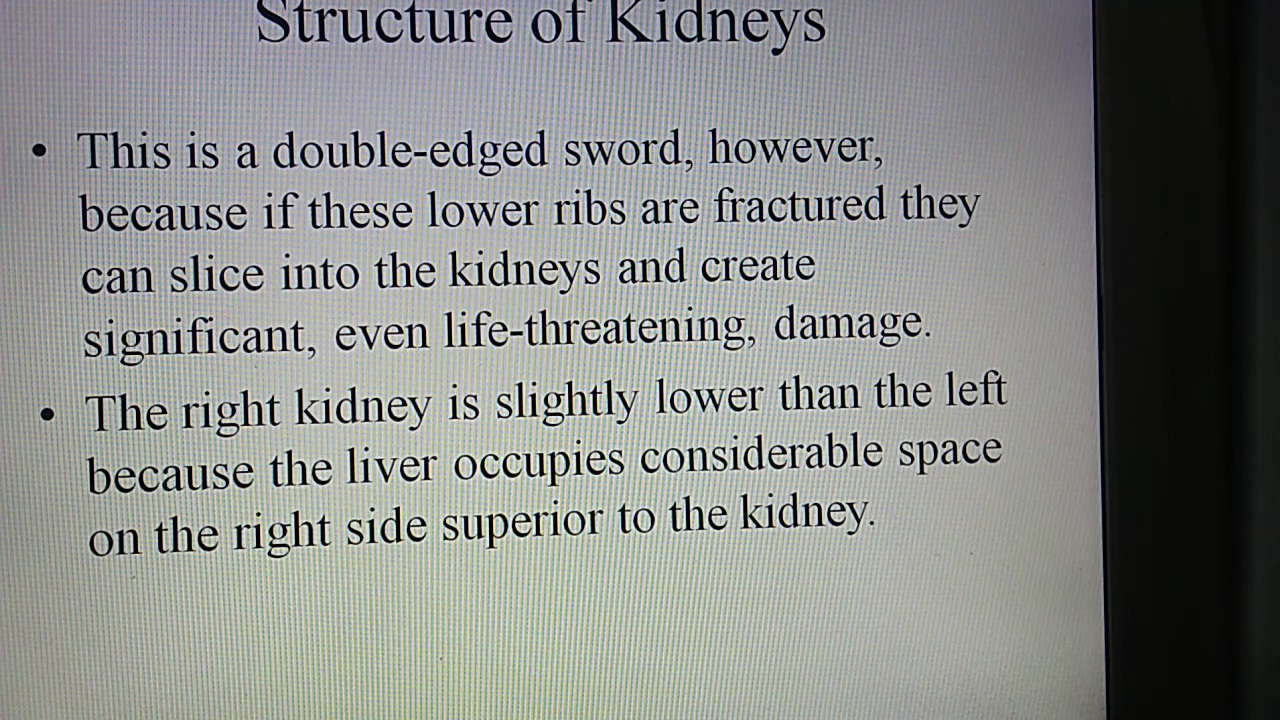 Structure of Kidneys
• This is a double-edged sword, however,
because if these lower ribs are fractured they
can slice into the kidneys and create
significant, even life-threatening, damage.
• The right kidney is slightly lower than the left
because the liver occupies considerable space
on the right side superior to the kidney.